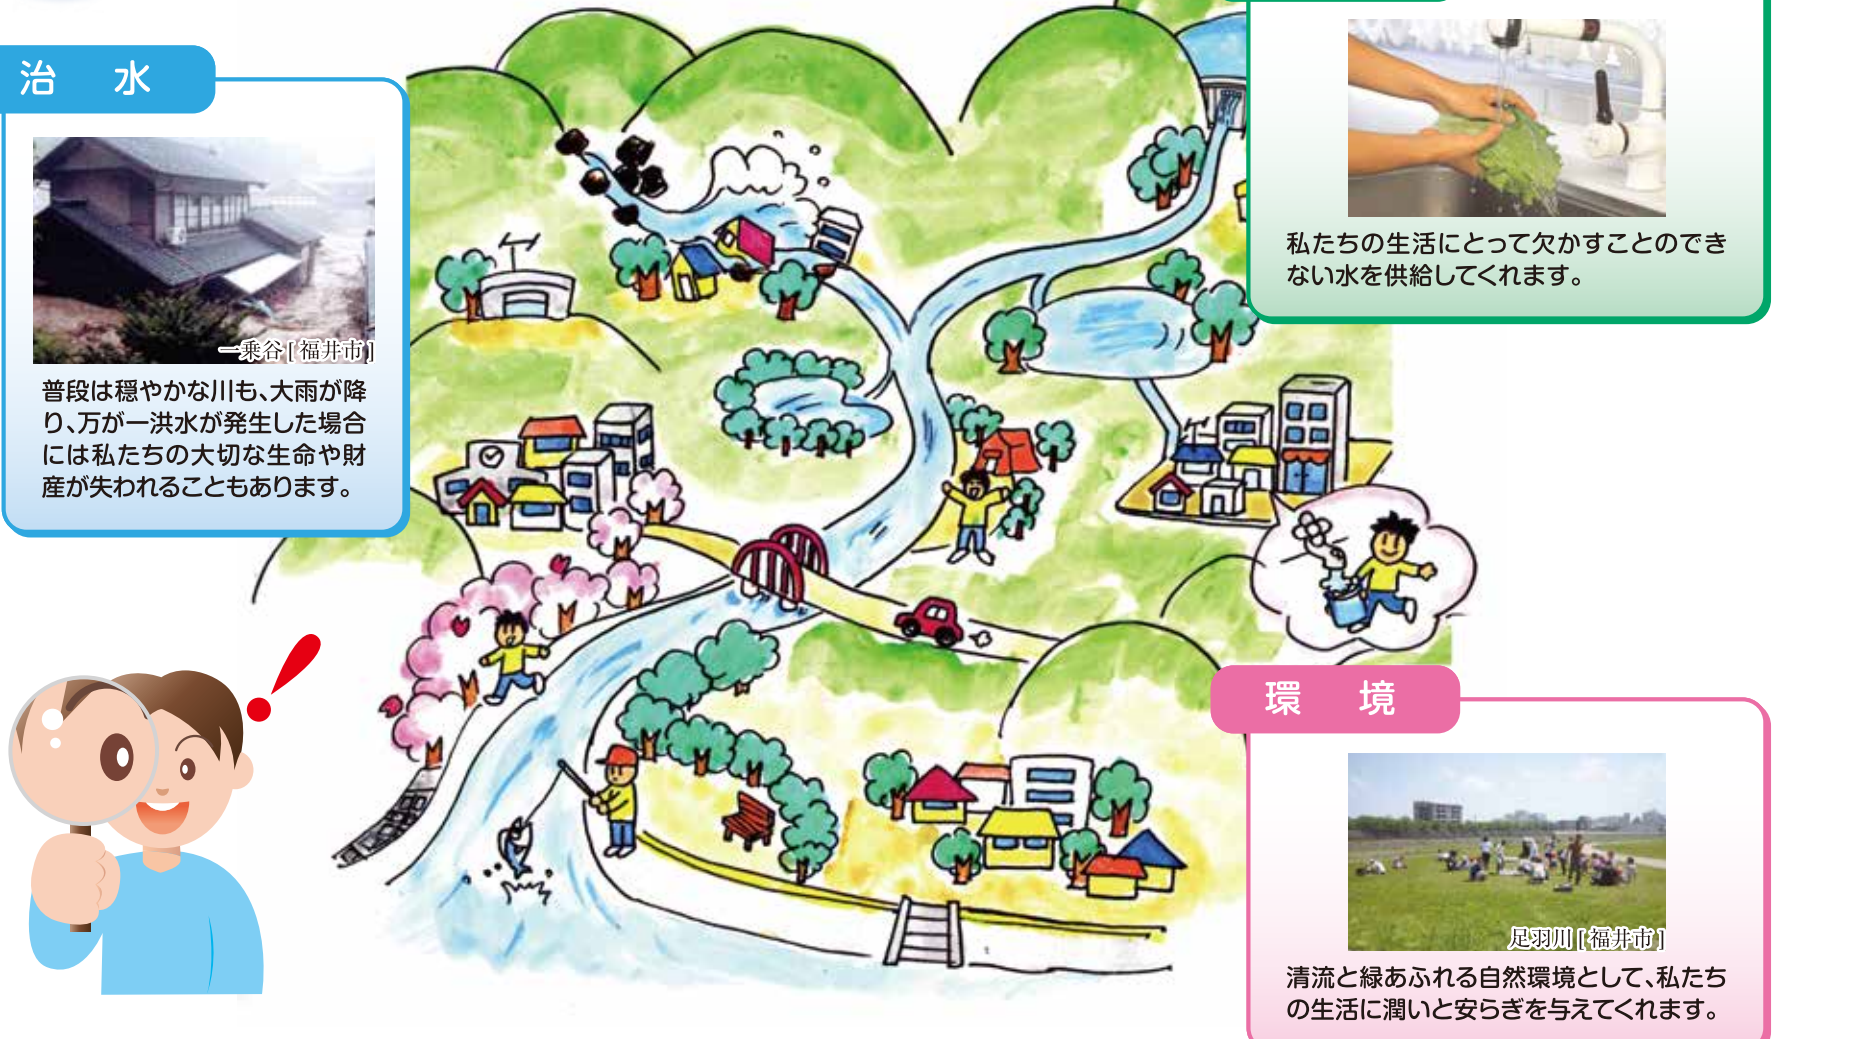 治 水
一乗谷［福井市］
普段は穏やかな川も、大雨が降
り、万が一洪水が発生した場合
には私たちの大切な生命や財
産が失われることもあります。
私たちの生活にとって欠かすことのでき
ない水を供給してくれます。
環 境
足羽川［福井市］
清流と緑あふれる自然環境として、私たち
の生活に潤いと安らぎを与えてくれます。